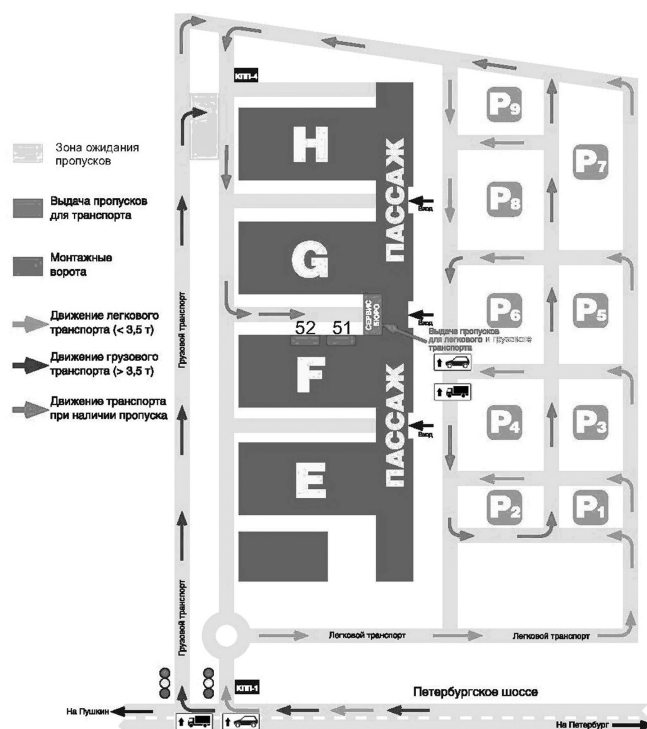 КПП-4
Зона ожидания
пропусков
Выдача пропусков
для транспорта
Монтажные
ворота
Движение легкового
транспорта (< 3,5 т)
Движение грузового
транспорта (> 3,5 т)
Движение транспорта
при наличии пропуска
Грузовой транспорт
Грузовой транспорт
H
G
F
E
52
51
ПАССАЖ
ПАССАЖ
СЕРВИС
БЮРО
Вход
Вход
Вход
Выдача пропусков
для легкового и грузового
транспорта
P9
P7
P8
P6
P5
P4
P3
P2
P1
Легковой транспорт
Легковой транспорт
КПП-1
Петербургское шоссе
На Пушкин
На Петербург